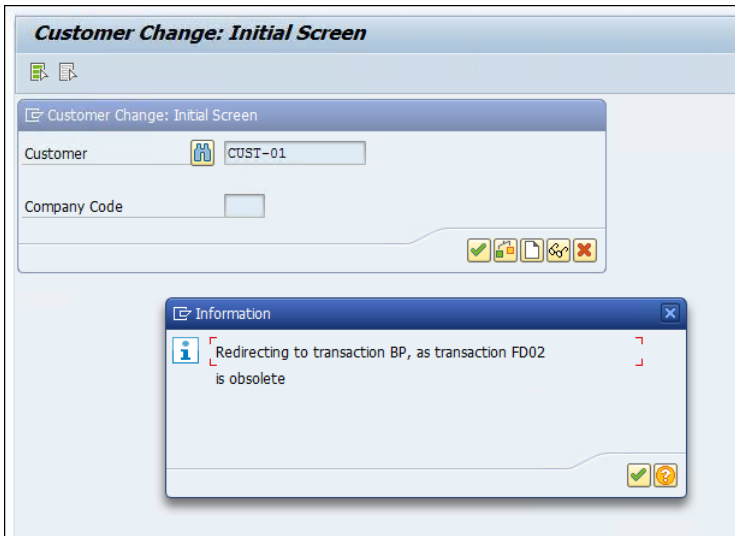 Customer Change: Initial Screen
Customer Change: Initial Screen
Customer CUST-01
Company Code
Information
Redirecting to transaction BP, as transaction FD02
is obsolete